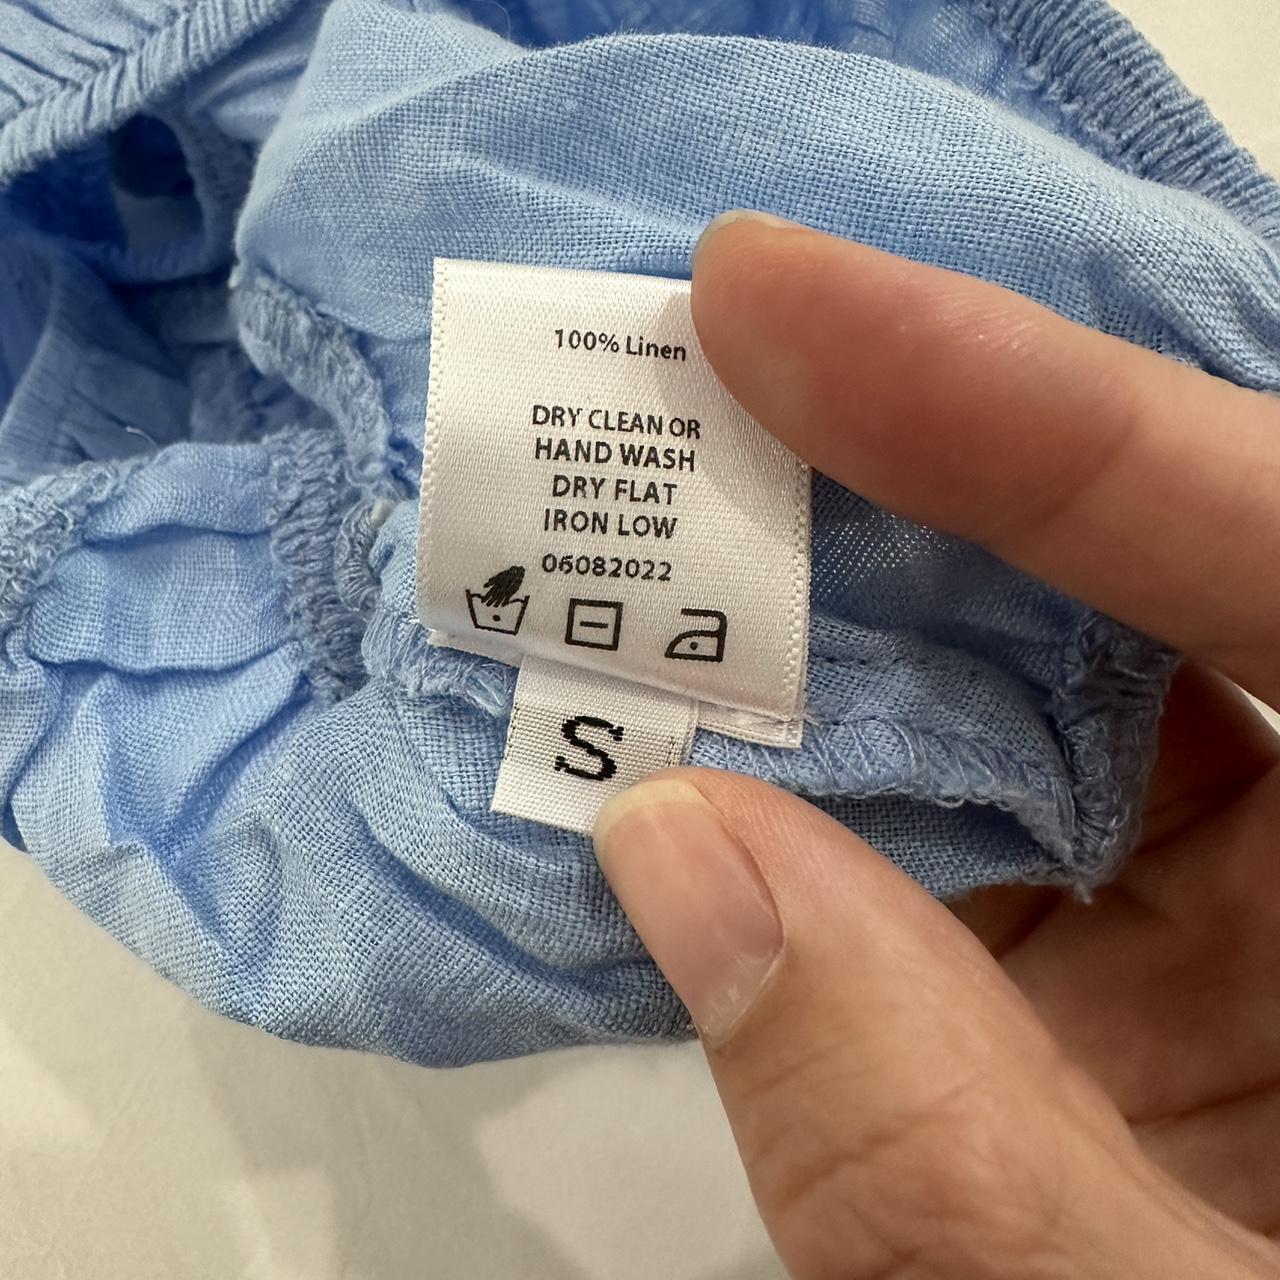 100% Linen
DRY CLEAN OR
HAND WASH
DRY FLAT
IRON LOW
06082022
S